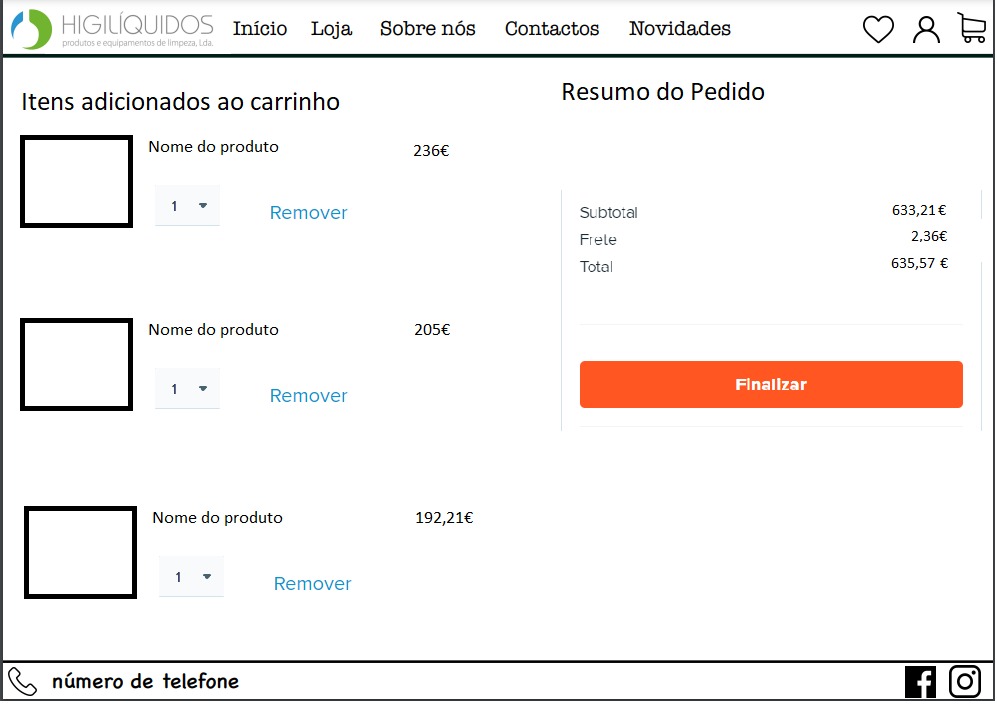 HIGILÍQUIDOS
produtos e equipamentos de limpeza, Lda.
Início Loja Sobre nós Contactos Novidades
Itens adicionados ao carrinho
Nome do produto 236€
1 Remover
Nome do produto 205€
1 Remover
Nome do produto 192,21€
1 Remover
Resumo do Pedido
Subtotal 633,21€
Frete 2,36€
Total 635,57 €
Finalizar
número de telefone